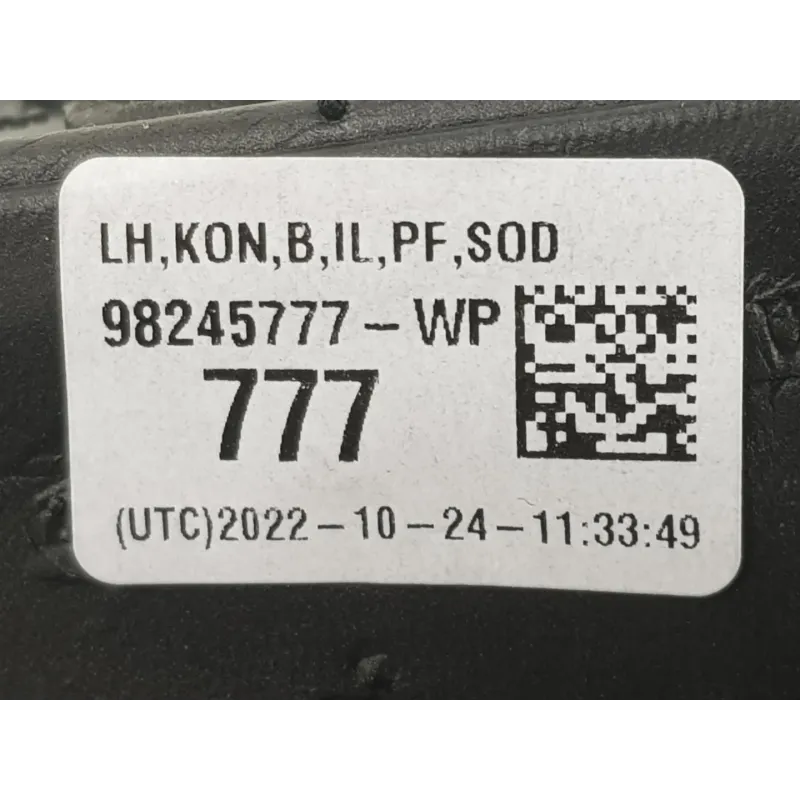 LH,KON,B,IL,PF,SOD
98245777-WP
777
(UTC)2022-10-24-11:33:49